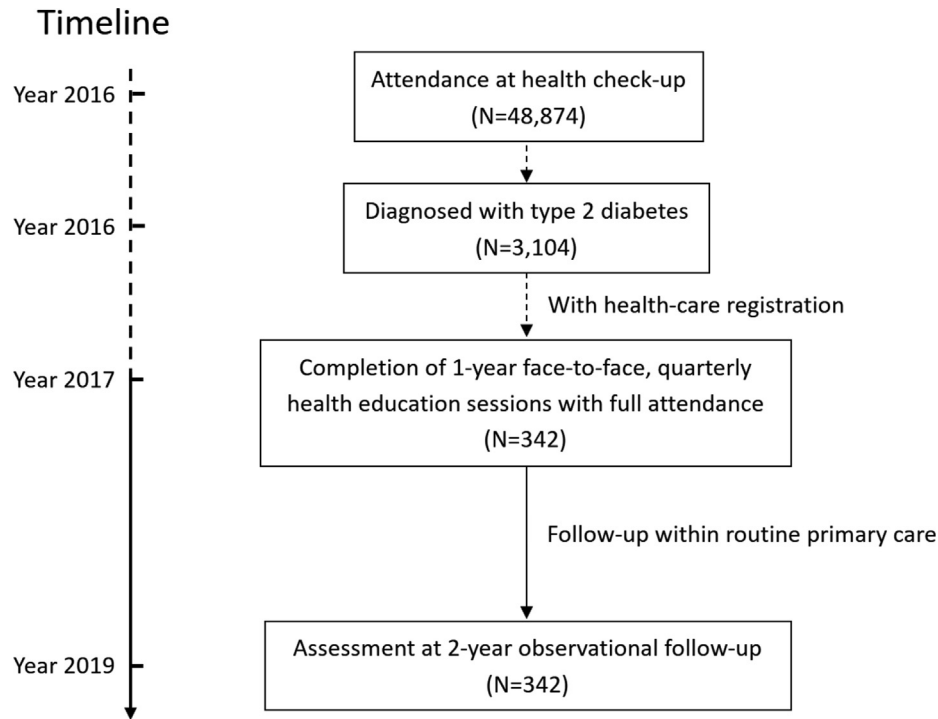 Timeline
Year 2016
Attendance at health check-up
(N=48,874)
Year 2016
Diagnosed with type 2 diabetes
(N=3,104)
With health-care registration
Year 2017
Completion of 1-year face-to-face, quarterly
health education sessions with full attendance
(N=342)
Follow-up within routine primary care
Year 2019
Assessment at 2-year observational follow-up
(N=342)